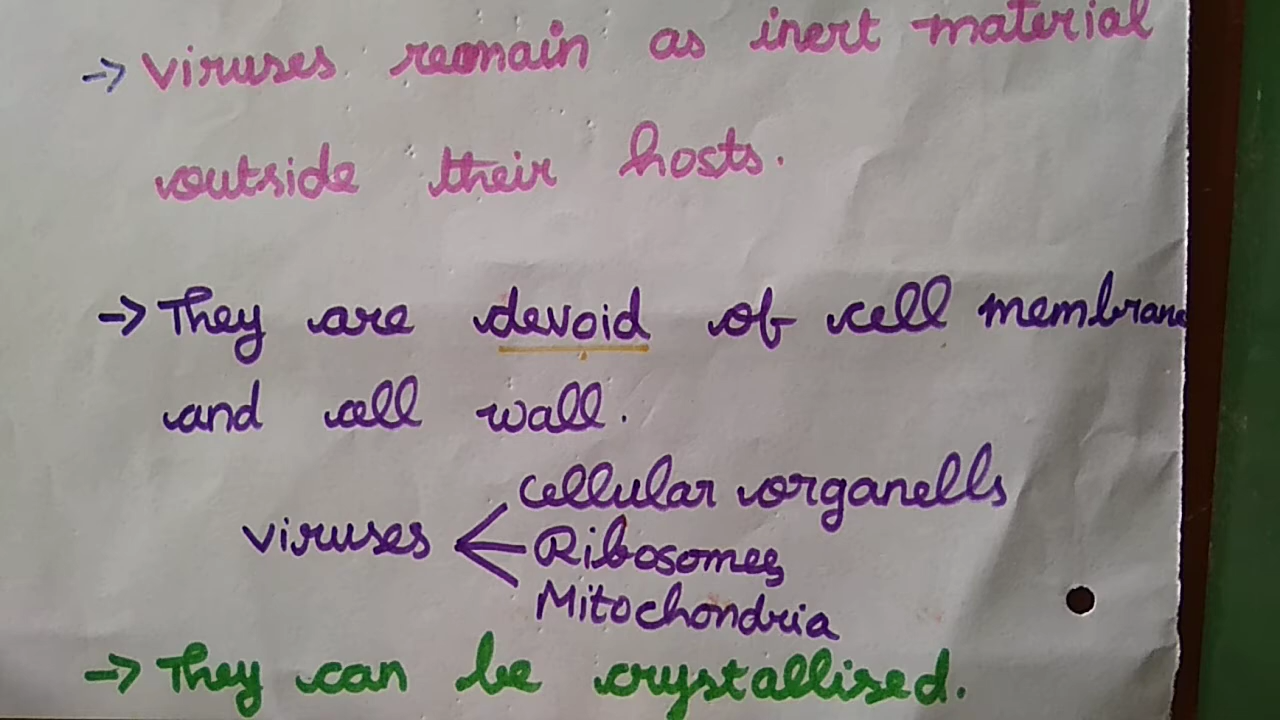 -> Viruses remain as inert material
outside their hosts.
-> They are devoid of cell membrane
and cell wall.
cellular organells
viruses < Ribosomes
Mitochondria
-> They can be crystallised.